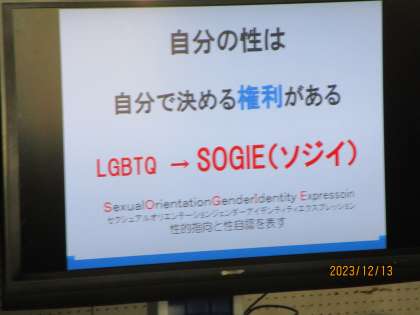 自分の性は
自分で決める権利がある
LGBTQ → SOGIE(ソジイ)
SexualOrientationGenderIdentity Expressoin
セクシュアルオリエンテーションジェンダーアイデンティティエクスプレッション
性的指向と性自認を表す
SHARP
2023/12/13